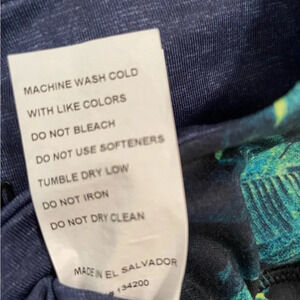 MACHINE WASH COLD
WITH LIKE COLORS
DO NOT BLEACH
DO NOT USE SOFTENERS
TUMBLE DRY LOW
DO NOT IRON
DO NOT DRY CLEAN
MADE IN EL SALVADOR
134200